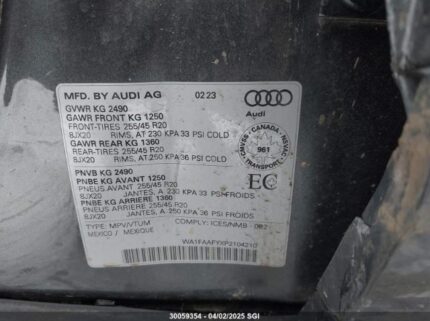 MFD. BY AUDI AG 02 23
Audi
GVWR KG 2490
GAWR FRONT KG 1250
FRONT-TIRES 255/45 R20
8JX20 RIMS, AT 230 KPA 33 PSI COLD
GAWR REAR KG 1360
REAR-TIRES 255/45 R20
8JX20 RIMS, AT 250 KPA 36 PSI COLD
CANADA
TRANSPORT
961
PNVB KG 2490
PNBE KG AVANT 1250
PNEUS AVANT 255/45 R20
8JX20 JANTES, A 230 KPA 33 PSI FROIDS
PNBE KG ARRIERE 1360
PNEUS ARRIERE 255/45 R20
8JX20 JANTES, A 250 KPA 36 PSI FROIDS
EC
TYPE: MPV/VTUM COMPLY: ICES/NMB - 002
MEXICO / MEXIQUE
30059354 - 04/02/2025 SGI